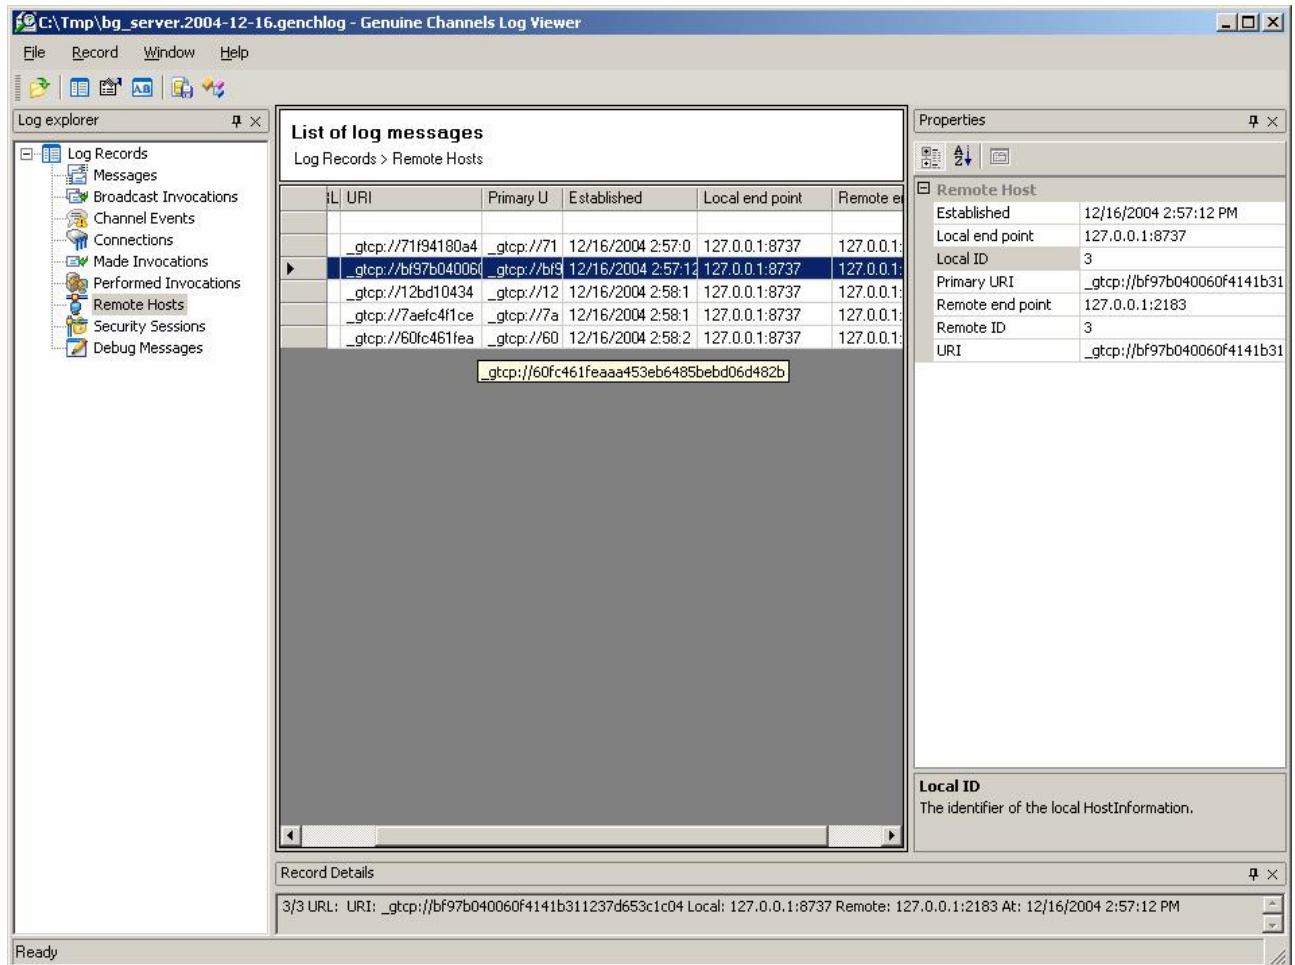 C:\Tmp\bg_server.2004-12-16.genchlog - Genuine Channels Log Viewer
File Record Window Help
Log explorer
Log Records
Messages
Broadcast Invocations
Channel Events
Connections
Made Invocations
Performed Invocations
Remote Hosts
Security Sessions
Debug Messages
List of log messages
Log Records > Remote Hosts
URI Primary U Established Local end point Remote e
_gtcp://71f94180a4 _gtcp://71 12/16/2004 2:57:0 127.0.0.1:8737 127.0.0.1:
_gtcp://bf97b040060 _gtcp://bf9 12/16/2004 2:57:12 127.0.0.1:8737 127.0.0.1:
_gtcp://12bd10434 _gtcp://12 12/16/2004 2:58:1 127.0.0.1:8737 127.0.0.1:
_gtcp://7aefc4f1ce _gtcp://7a 12/16/2004 2:58:1 127.0.0.1:8737 127.0.0.1:
_gtcp://60fc461fea _gtcp://60 12/16/2004 2:58:2 127.0.0.1:8737 127.0.0.1:
_gtcp://60fc461feaaa453eb6485bebd06d482b
Properties
Remote Host
Established 12/16/2004 2:57:12 PM
Local end point 127.0.0.1:8737
Local ID 3
Primary URI _gtcp://bf97b040060f4141b31
Remote end point 127.0.0.1:2183
Remote ID 3
URI _gtcp://bf97b040060f4141b31
Local ID
The identifier of the local HostInformation.
Record Details
3/3 URL: URI: _gtcp://bf97b040060f4141b311237d653c1c04 Local: 127.0.0.1:8737 Remote: 127.0.0.1:2183 At: 12/16/2004 2:57:12 PM
Ready